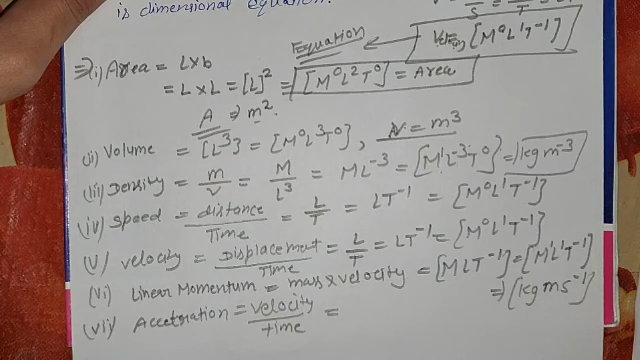 is dimensional equation.
Equation
[M⁰L¹T⁻¹]
⇒(i) Area = L×b
= L×L = [L]² = [M⁰L²T⁰] = Area
A ⇒ m².
(ii) Volume = [L³] = [M⁰L³T⁰], V = m³
(iii) Density = m/v = M/L³ = ML⁻³ = [M¹L⁻³T⁰] = kg m⁻³
(iv) Speed = distance/Time = L/T = LT⁻¹ = [M⁰L¹T⁻¹]
(v) velocity = Displacement/Time = L/T = LT⁻¹ = [M⁰L¹T⁻¹]
(vi) Linear Momentum = mass × velocity = [MLT⁻¹] = [M¹L¹T⁻¹]
⇒ [kg ms⁻¹]
(vii) Acceleration = velocity/time =